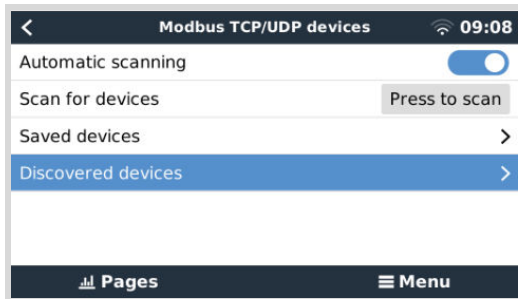 Modbus TCP/UDP devices 09:08
Automatic scanning
Scan for devices Press to scan
Saved devices
Discovered devices
Pages Menu